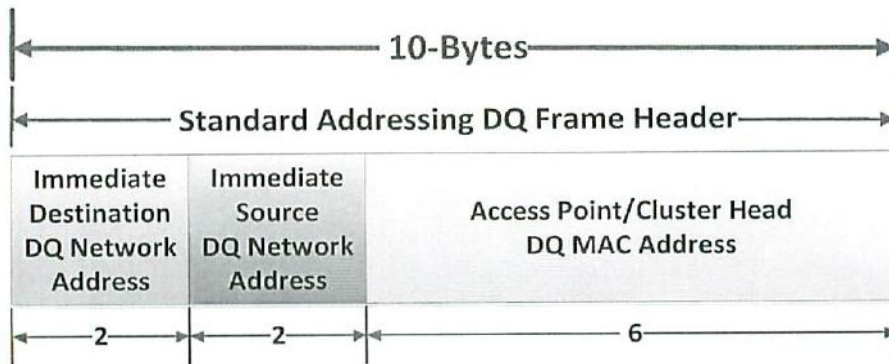 10-Bytes
Standard Addressing DQ Frame Header
Immediate
Destination
DQ Network
Address
Immediate
Source
DQ Network
Address
Access Point/Cluster Head
DQ MAC Address
2
2
6